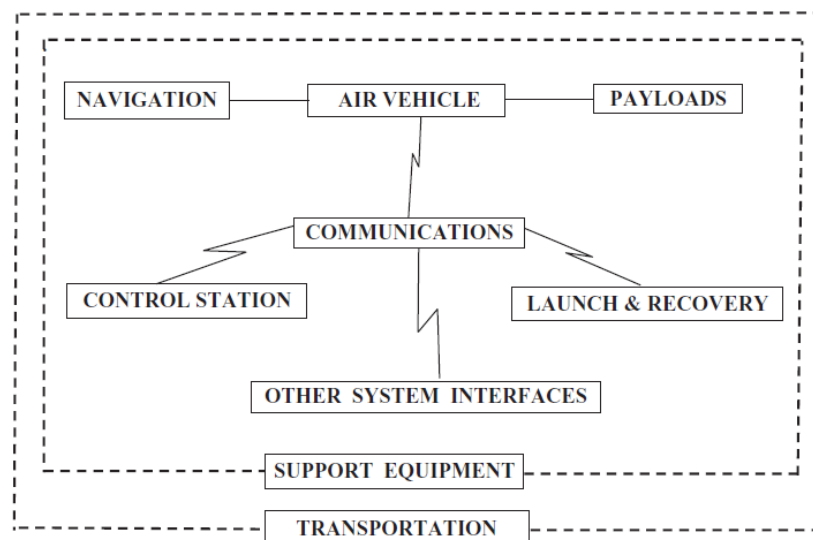 NAVIGATION
AIR VEHICLE
PAYLOADS
COMMUNICATIONS
CONTROL STATION
LAUNCH & RECOVERY
OTHER SYSTEM INTERFACES
SUPPORT EQUIPMENT
TRANSPORTATION